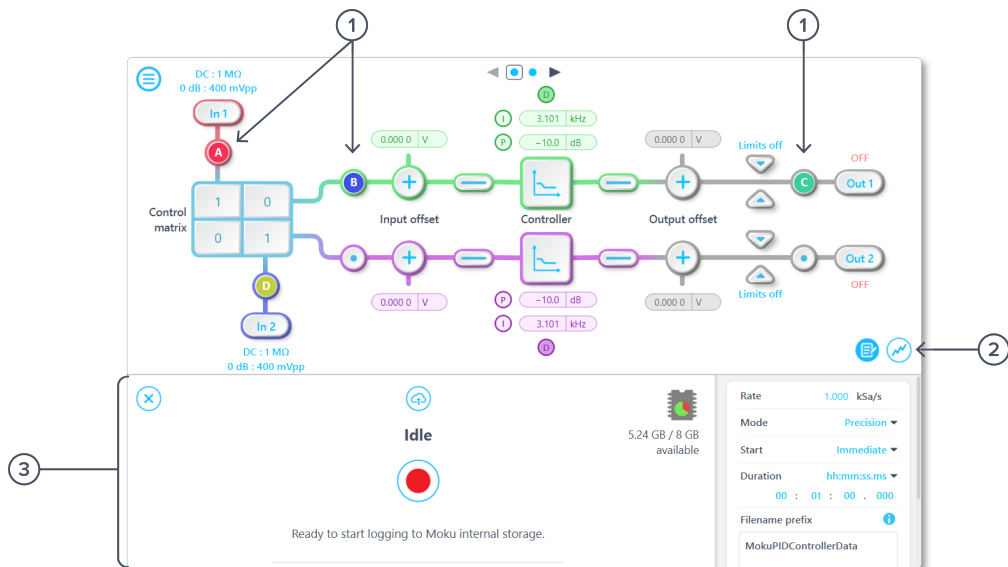 1
1
DC : 1 MΩ
0 dB : 400 mVpp
In 1
A
D
I
3.101 kHz
P
−10.0 dB
0.000 0 V
0.000 0 V
Limits off
OFF
B
C
Out 1
1 0
0 1
Control
matrix
Input offset
Controller
Output offset
Out 2
OFF
D
In 2
DC : 1 MΩ
0 dB : 400 mVpp
0.000 0 V
P
−10.0 dB
I
3.101 kHz
D
0.000 0 V
Limits off
2
3
Idle
5.24 GB / 8 GB
available
Ready to start logging to Moku internal storage.
Rate 1.000 kSa/s
Mode Precision
Start Immediate
Duration hh:mm:ss.ms
00 : 01 : 00 . 000
Filename prefix i
MokuPIDControllerData